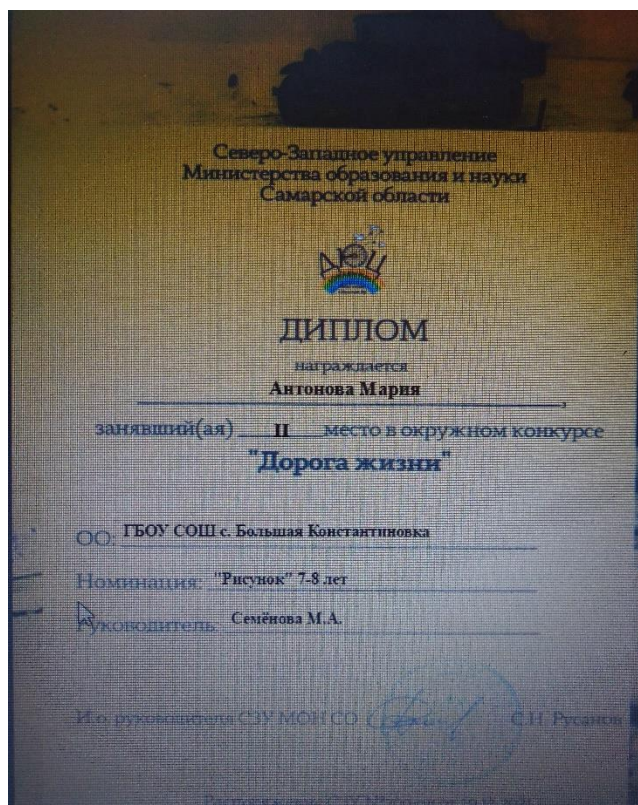 Северо-Западное управление
Министерства образования и науки
Самарской области
ДЮЦ
ДИПЛОМ
награждается
Антонова Мария
занявший(ая) II место в окружном конкурсе
"Дорога жизни"
ОО: ГБОУ СОШ с. Большая Константиновка
Номинация: "Рисунок" 7-8 лет
Руководитель: Семёнова М.А.
И.о. руководителя СЗУ МОН СО С.Н. Русанов